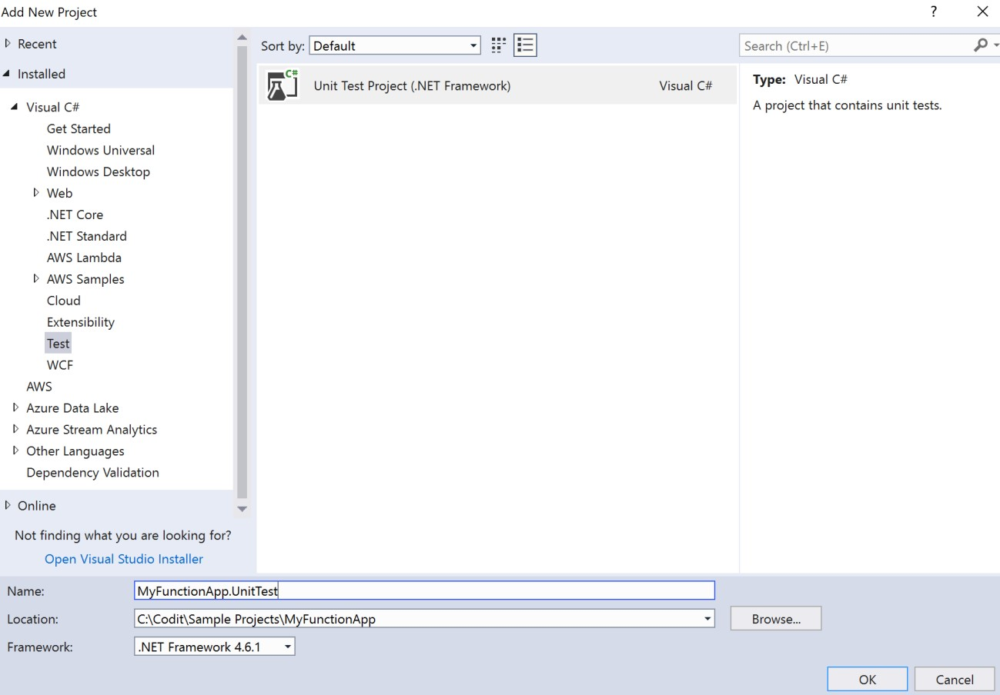 Add New Project
?
Recent
Installed
Visual C#
Get Started
Windows Universal
Windows Desktop
Web
.NET Core
.NET Standard
AWS Lambda
AWS Samples
Cloud
Extensibility
Test
WCF
AWS
Azure Data Lake
Azure Stream Analytics
Other Languages
Dependency Validation
Online
Not finding what you are looking for?
Open Visual Studio Installer
Sort by: Default
C# Unit Test Project (.NET Framework) Visual C#
Search (Ctrl+E)
Type: Visual C#
A project that contains unit tests.
Name: MyFunctionApp.UnitTest
Location: C:\Codit\Sample Projects\MyFunctionApp Browse...
Framework: .NET Framework 4.6.1
OK Cancel